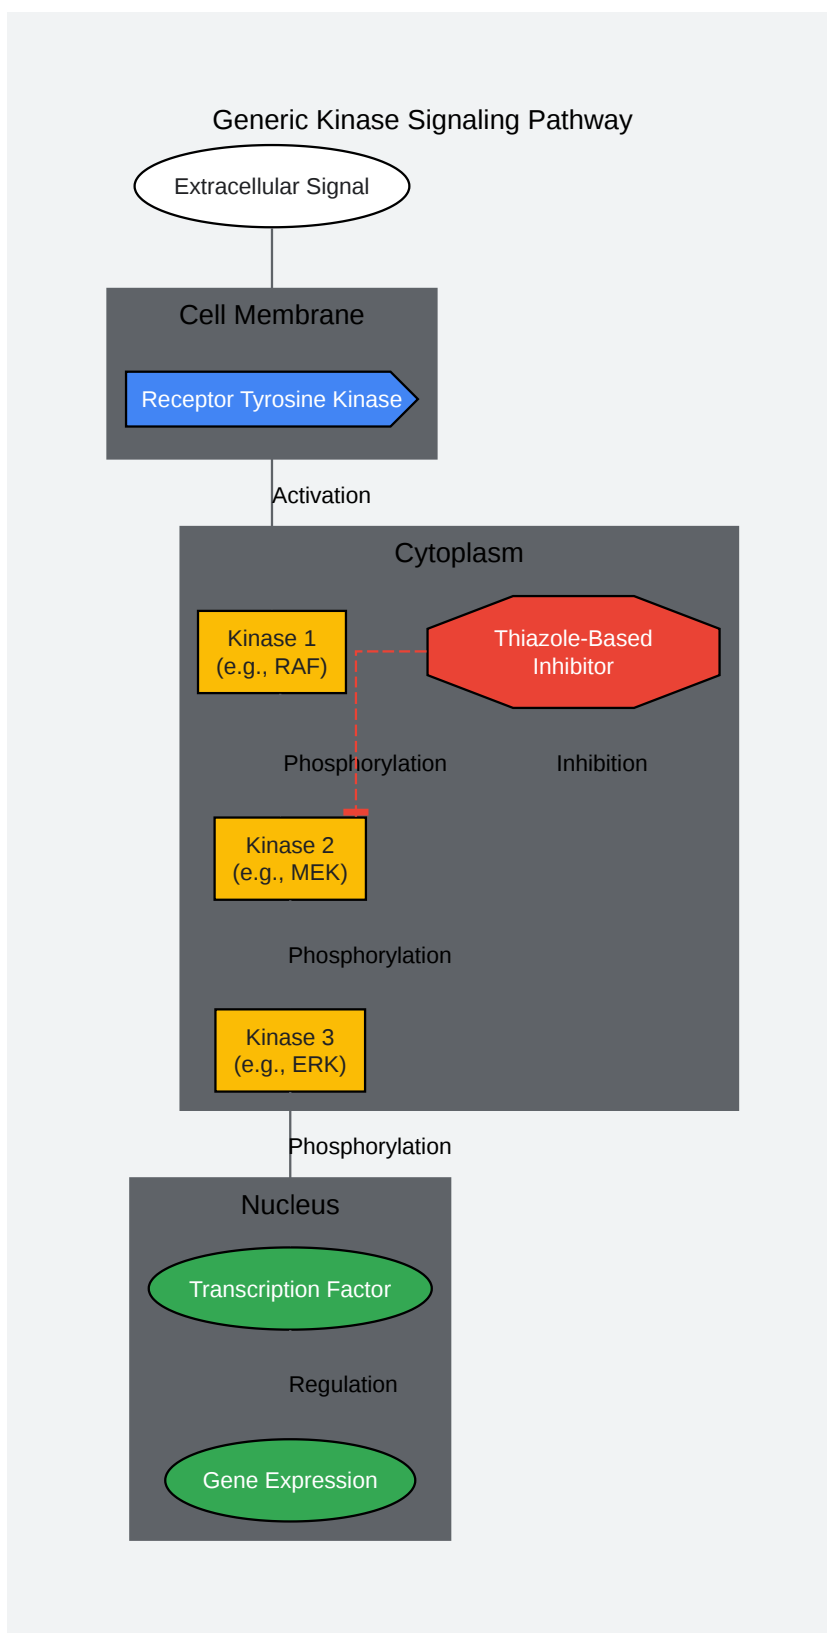 Generic Kinase Signaling Pathway
Extracellular Signal
Cell Membrane
Receptor Tyrosine Kinase
Activation
Cytoplasm
Kinase 1
(e.g., RAF)
Thiazole-Based
Inhibitor
Phosphorylation
Inhibition
Kinase 2
(e.g., MEK)
Phosphorylation
Kinase 3
(e.g., ERK)
Phosphorylation
Nucleus
Transcription Factor
Regulation
Gene Expression